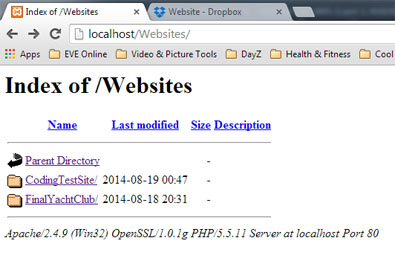 Index of /Websites
Website - Dropbox
localhost/Websites/
Apps EVE Online Video & Picture Tools DayZ Health & Fitness Cool
Index of /Websites
Name Last modified Size Description
Parent Directory -
CodingTestSite/ 2014-08-19 00:47 -
FinalYachtClub/ 2014-08-18 20:31 -
Apache/2.4.9 (Win32) OpenSSL/1.0.1g PHP/5.5.11 Server at localhost Port 80